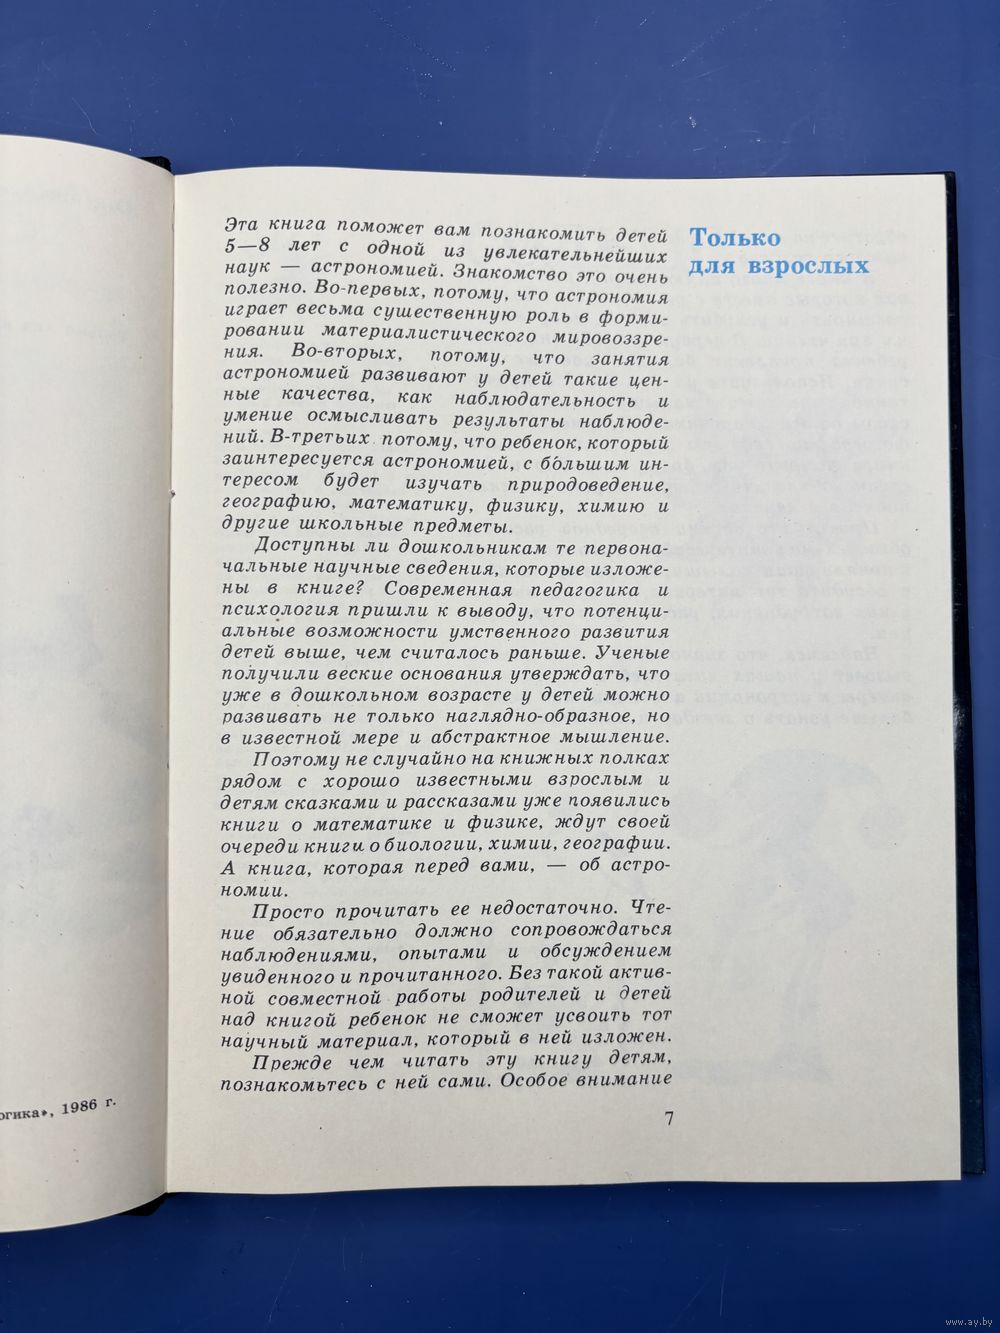 Только
для взрослых
Эта книга поможет вам познакомить детей
5—8 лет с одной из увлекательнейших
наук — астрономией. Знакомство это очень
полезно. Во-первых, потому, что астрономия
играет весьма существенную роль в форми-
ровании материалистического мировоззре-
ния. Во-вторых, потому, что занятия
астрономией развивают у детей такие цен-
ные качества, как наблюдательность и
умение осмысливать результаты наблюде-
ний. В-третьих потому, что ребенок, который
заинтересуется астрономией, с бо́льшим ин-
тересом будет изучать природоведение,
географию, математику, физику, химию и
другие школьные предметы.
Доступны ли дошкольникам те первона-
чальные научные сведения, которые изложе-
ны в книге? Современная педагогика и
психология пришли к выводу, что потенци-
альные возможности умственного развития
детей выше, чем считалось раньше. Ученые
получили веские основания утверждать, что
уже в дошкольном возрасте у детей можно
развивать не только наглядно-образное, но
в известной мере и абстрактное мышление.
Поэтому не случайно на книжных полках
рядом с хорошо известными взрослым и
детям сказками и рассказами уже появились
книги о математике и физике, ждут своей
очереди книги о биологии, химии, географии.
А книга, которая перед вами, — об астро-
номии.
Просто прочитать ее недостаточно. Чте-
ние обязательно должно сопровождаться
наблюдениями, опытами и обсуждением
увиденного и прочитанного. Без такой актив-
ной совместной работы родителей и детей
над книгой ребенок не сможет усвоить тот
научный материал, который в ней изложен.
Прежде чем читать эту книгу детям,
познакомьтесь с ней сами. Особое внимание
7
огика», 1986 г.
www.ay.by